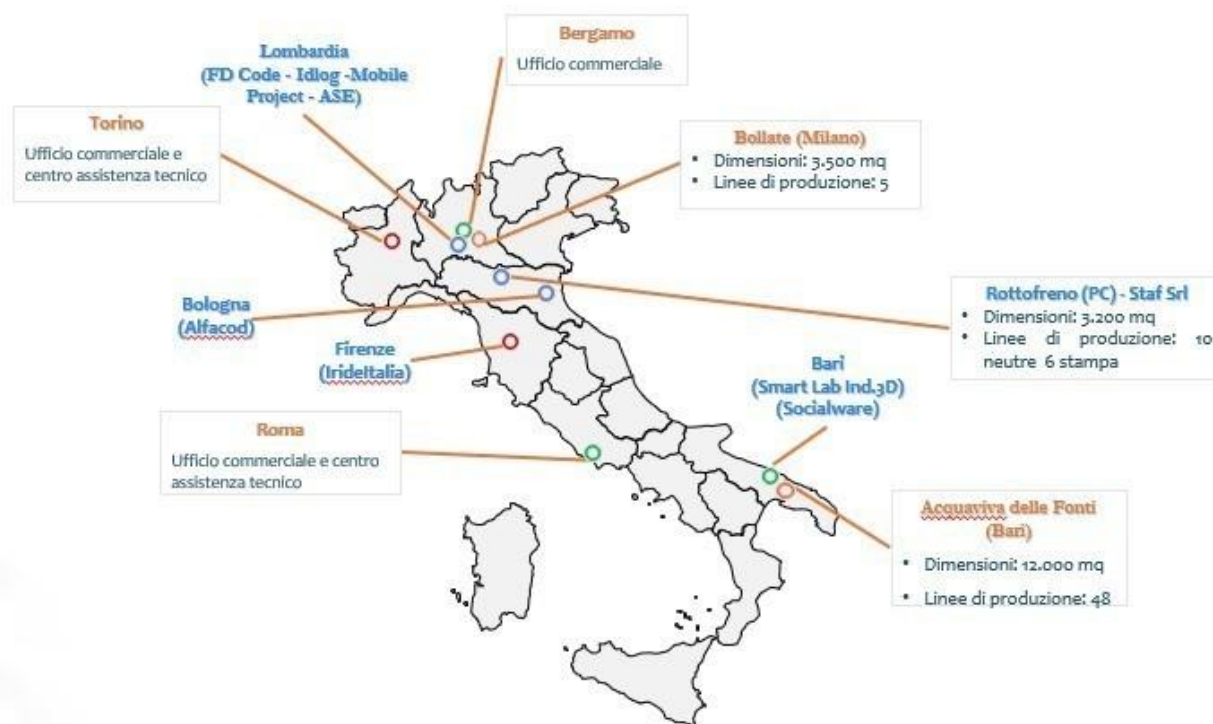 Bergamo
Ufficio commerciale
Lombardia
(FD Code - Idlog -Mobile
Project - ASE)
Torino
Ufficio commerciale e
centro assistenza tecnico
Bollate (Milano)
• Dimensioni: 3.500 mq
• Linee di produzione: 5
Rottofreno (PC) - Staf Srl
• Dimensioni: 3.200 mq
• Linee di produzione: 10
neutre 6 stampa
Bologna
(Alfacod)
Firenze
(IrideItalia)
Bari
(Smart Lab Ind.3D)
(Socialware)
Roma
Ufficio commerciale e centro
assistenza tecnico
Acquaviva delle Fonti
(Bari)
• Dimensioni: 12.000 mq
• Linee di produzione: 48